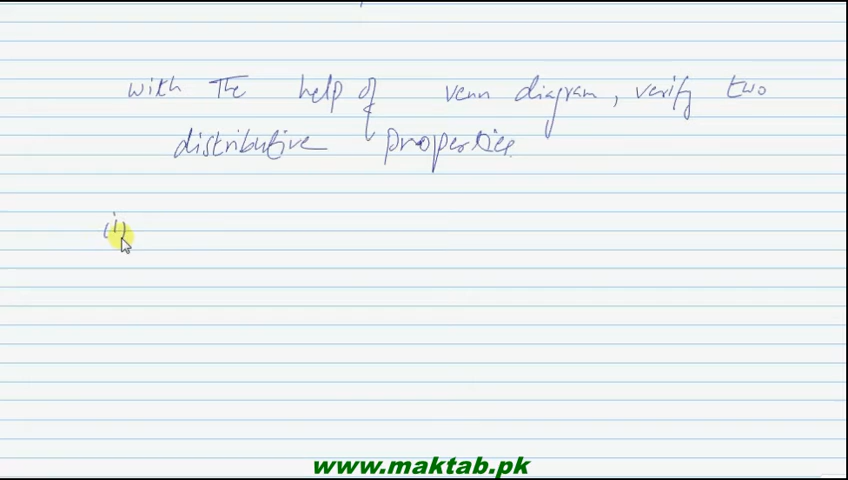 with The help of venn diagram, verify two
distributive properties.
(i)
www.maktab.pk